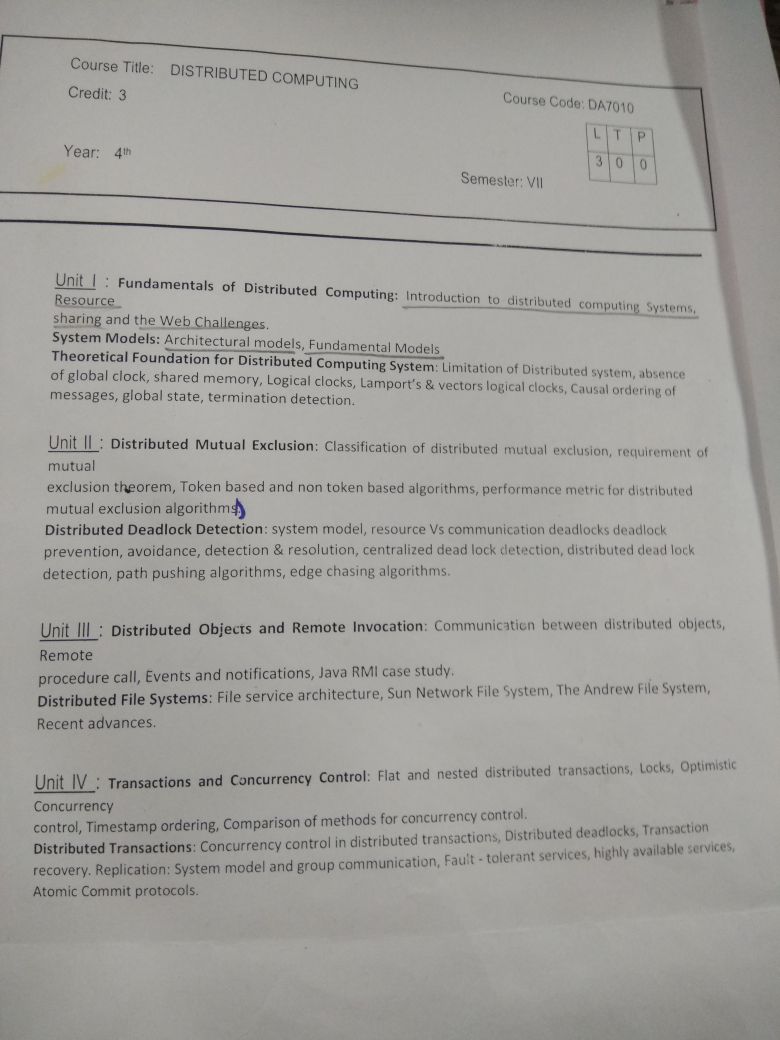 Course Title: DISTRIBUTED COMPUTING
Credit: 3
Course Code: DA7010
L T P
3 0 0
Year: 4th
Semester: VII
Unit I : Fundamentals of Distributed Computing: Introduction to distributed computing Systems,
Resource
sharing and the Web Challenges.
System Models: Architectural models, Fundamental Models
Theoretical Foundation for Distributed Computing System: Limitation of Distributed system, absence
of global clock, shared memory, Logical clocks, Lamport's & vectors logical clocks, Causal ordering of
messages, global state, termination detection.
Unit II : Distributed Mutual Exclusion: Classification of distributed mutual exclusion, requirement of
mutual
exclusion theorem, Token based and non token based algorithms, performance metric for distributed
mutual exclusion algorithms.
Distributed Deadlock Detection: system model, resource Vs communication deadlocks deadlock
prevention, avoidance, detection & resolution, centralized dead lock detection, distributed dead lock
detection, path pushing algorithms, edge chasing algorithms.
Unit III : Distributed Objects and Remote Invocation: Communication between distributed objects,
Remote
procedure call, Events and notifications, Java RMI case study.
Distributed File Systems: File service architecture, Sun Network File System, The Andrew File System,
Recent advances.
Unit IV : Transactions and Concurrency Control: Flat and nested distributed transactions, Locks, Optimistic
Concurrency
control, Timestamp ordering, Comparison of methods for concurrency control.
Distributed Transactions: Concurrency control in distributed transactions, Distributed deadlocks, Transaction
recovery. Replication: System model and group communication, Fault - tolerant services, highly available services,
Atomic Commit protocols.